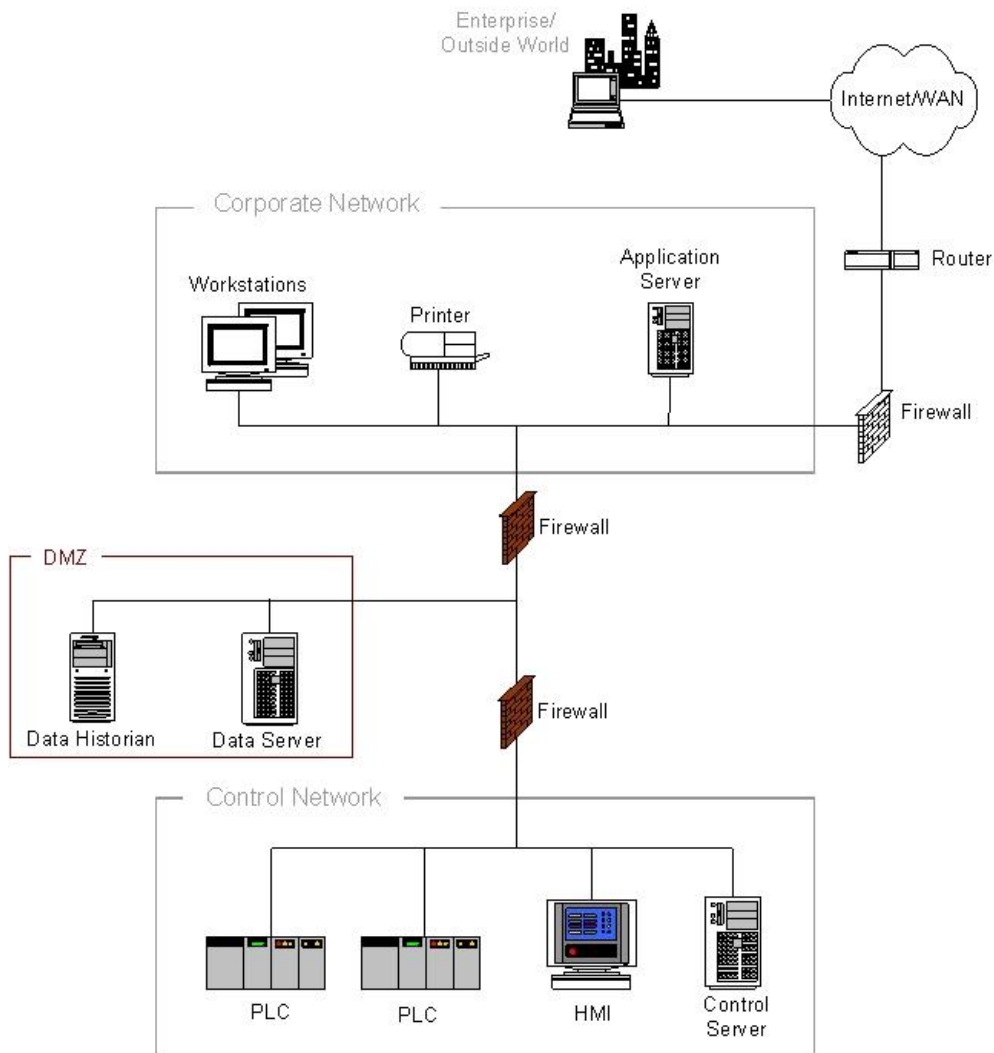 Enterprise/
Outside World
Internet/WAN
Corporate Network
Router
Application
Server
Workstations
Printer
Firewall
Firewall
DMZ
Firewall
Data Historian
Data Server
Control Network
PLC
PLC
HMI
Control
Server